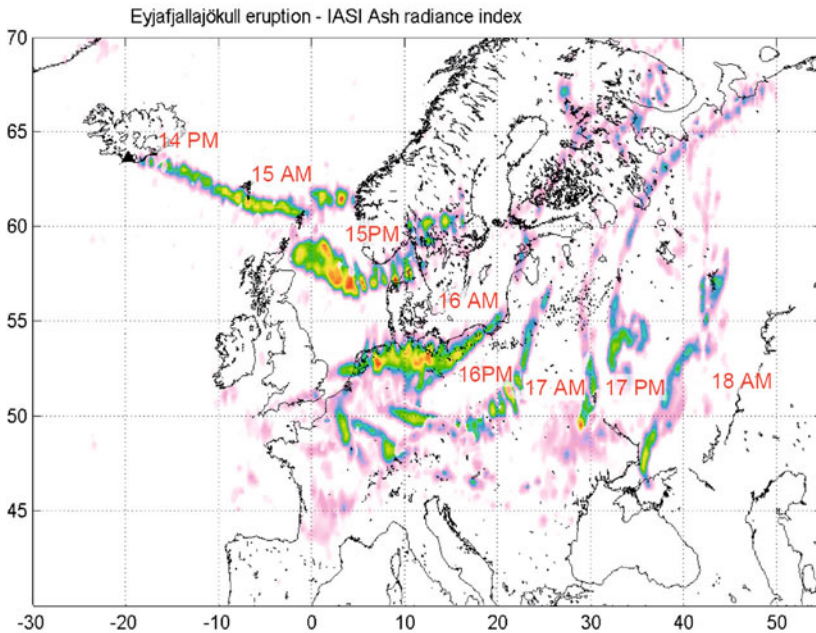 Eyjafjallajökull eruption - IASI Ash radiance index
70
65
60
55
50
45
14 PM
15 AM
15PM
16 AM
16PM
17 AM
17 PM
18 AM
-30
-20
-10
0
10
20
30
40
50